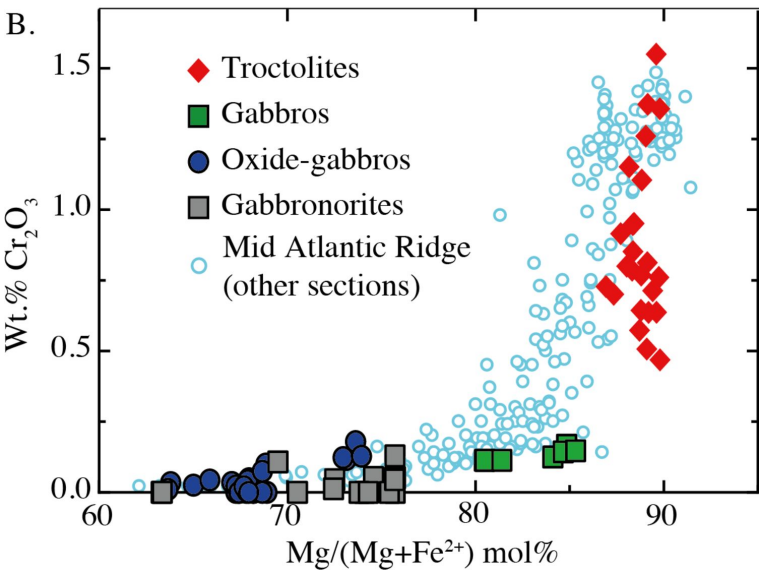 B.
1.5
1.0
0.5
0.0
Wt.% Cr₂O₃
Troctolites
Gabbros
Oxide-gabbros
Gabbronorites
Mid Atlantic Ridge
(other sections)
60
70
80
90
Mg/(Mg+Fe²⁺) mol%